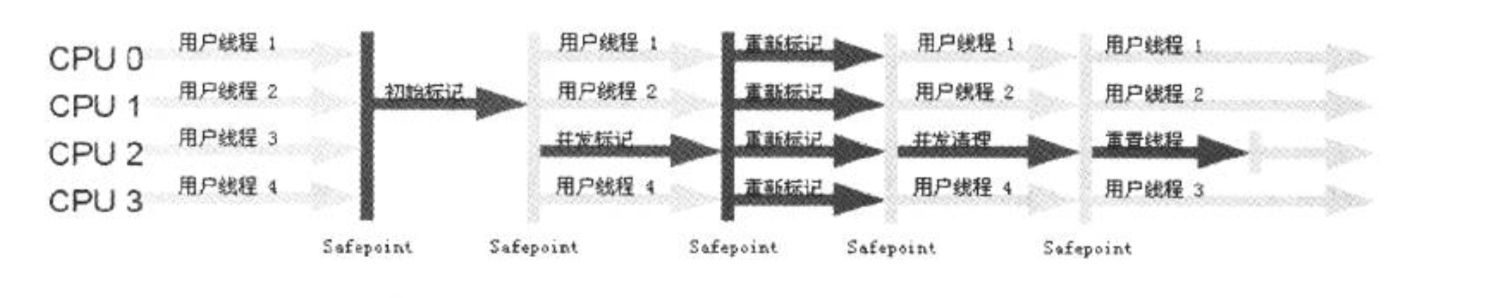 CPU 0 用户线程 1 用户线程 1 重新标记 用户线程 1 用户线程 1
CPU 1 用户线程 2 初始标记 用户线程 2 重新标记 用户线程 2 用户线程 2
CPU 2 用户线程 3 并发标记 重新标记 并发清理 重置线程
CPU 3 用户线程 4 用户线程 4 重新标记 用户线程 4 用户线程 3
Safepoint Safepoint Safepoint Safepoint Safepoint